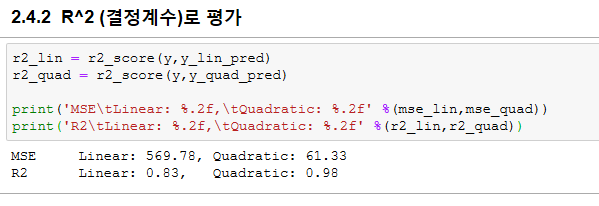 2.4.2 R^2 (결정계수)로 평가
r2_lin = r2_score(y,y_lin_pred)
r2_quad = r2_score(y,y_quad_pred)
print('MSE\tLinear: %.2f,\tQuadratic: %.2f' %(mse_lin,mse_quad))
print('R2\tLinear: %.2f,\tQuadratic: %.2f' %(r2_lin,r2_quad))
MSE Linear: 569.78, Quadratic: 61.33
R2 Linear: 0.83, Quadratic: 0.98